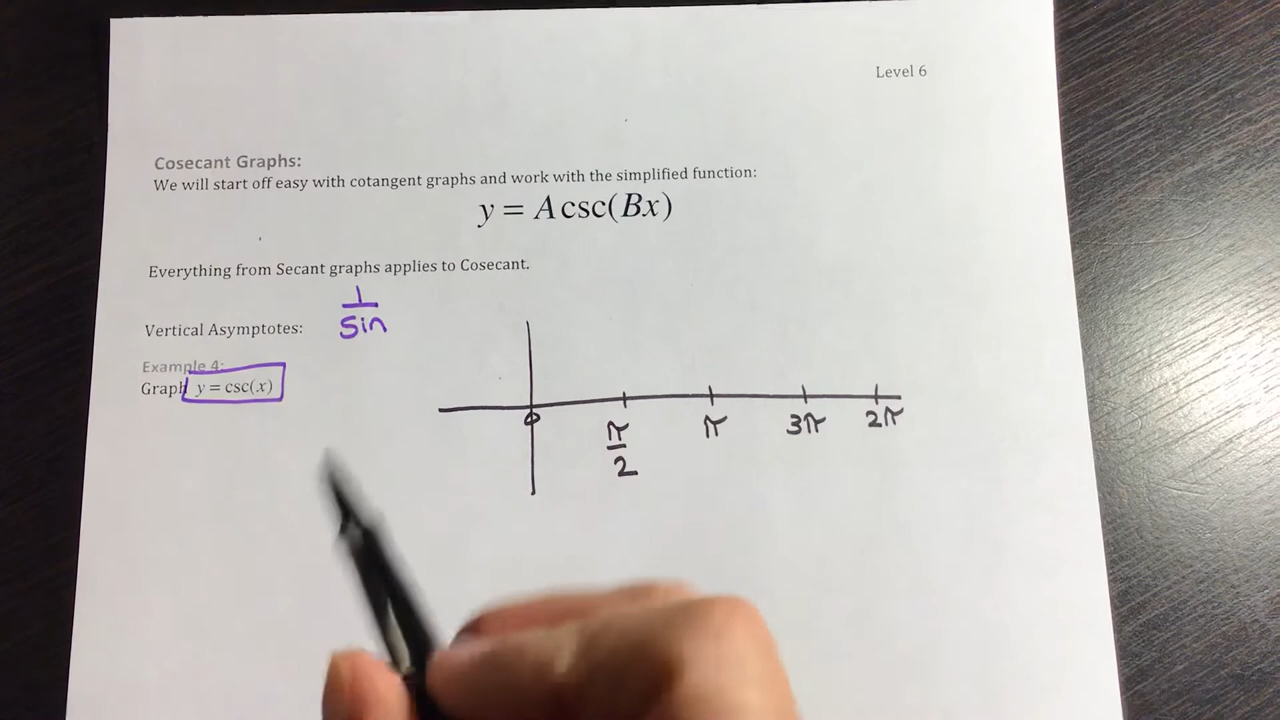 Level 6
Cosecant Graphs:
We will start off easy with cotangent graphs and work with the simplified function:
y = A csc(Bx)
Everything from Secant graphs applies to Cosecant.
1
Sin
Vertical Asymptotes:
Example 4:
Graph y = csc(x)
0 π/2 π 3π 2π